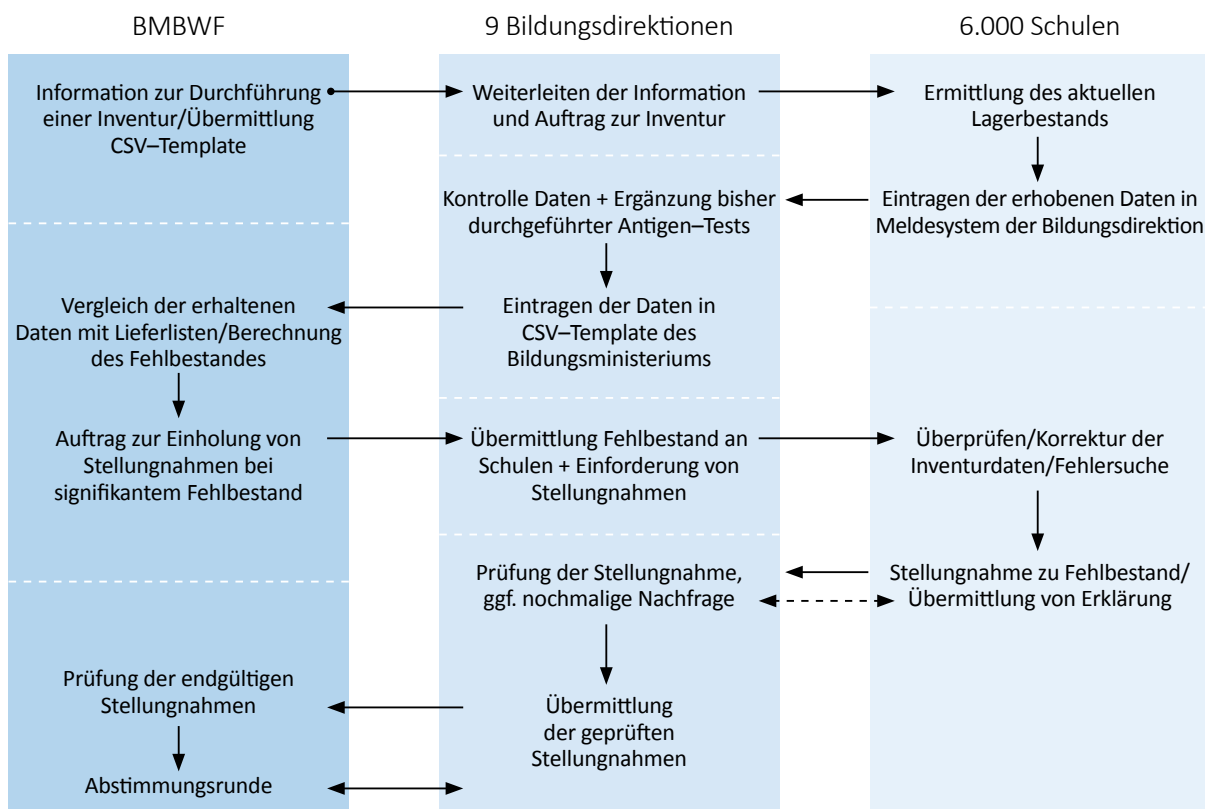 BMBWF
9 Bildungsdirektionen
6.000 Schulen
Information zur Durchführung
einer Inventur/Übermittlung
CSV–Template
Weiterleiten der Information
und Auftrag zur Inventur
Ermittlung des aktuellen
Lagerbestands
Eintragen der erhobenen Daten in
Meldesystem der Bildungsdirektion
Kontrolle Daten + Ergänzung bisher
durchgeführter Antigen–Tests
Eintragen der Daten in
CSV–Template des
Bildungsministeriums
Vergleich der erhaltenen
Daten mit Lieferlisten/Berechnung
des Fehlbestandes
Auftrag zur Einholung von
Stellungnahmen bei
signifikantem Fehlbestand
Übermittlung Fehlbestand an
Schulen + Einforderung von
Stellungnahmen
Überprüfen/Korrektur der
Inventurdaten/Fehlersuche
Stellungnahme zu Fehlbestand/
Übermittlung von Erklärung
Prüfung der Stellungnahme,
ggf. nochmalige Nachfrage
Übermittlung
der geprüften
Stellungnahmen
Prüfung der endgültigen
Stellungnahmen
Abstimmungsrunde